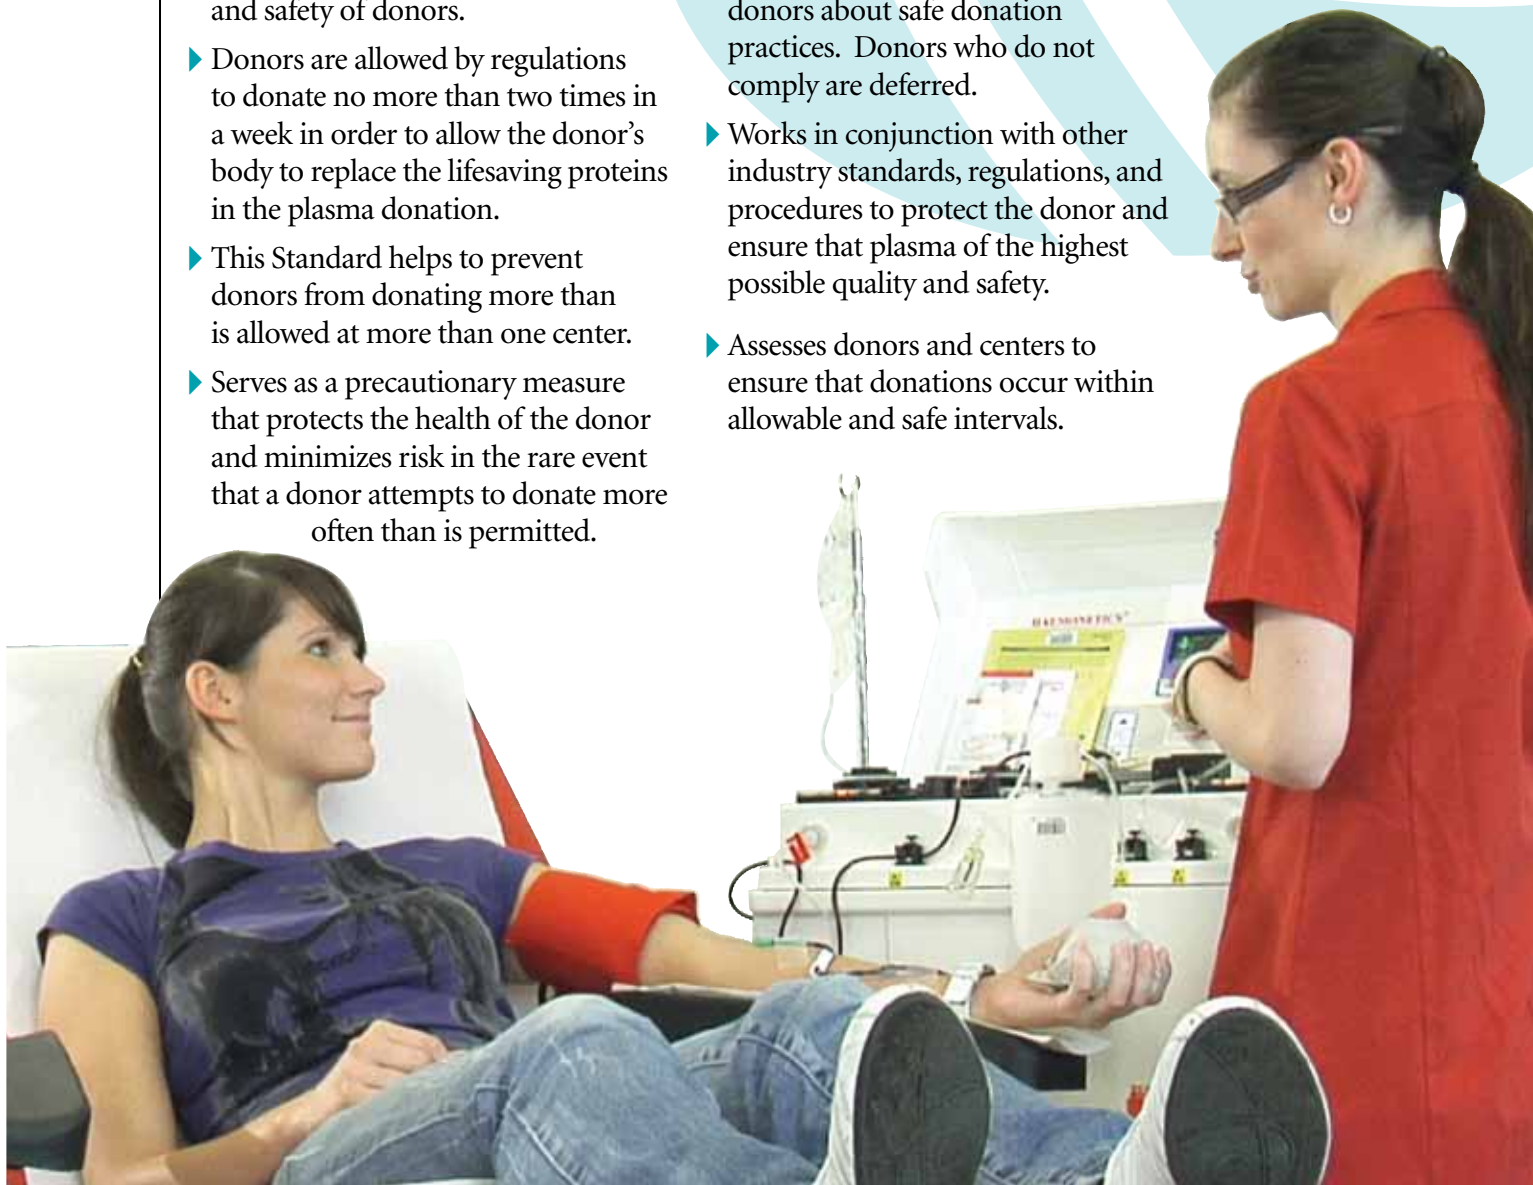 and safety of donors.
Donors are allowed by regulations
to donate no more than two times in
a week in order to allow the donor’s
body to replace the lifesaving proteins
in the plasma donation.
This Standard helps to prevent
donors from donating more than
is allowed at more than one center.
Serves as a precautionary measure
that protects the health of the donor
and minimizes risk in the rare event
that a donor attempts to donate more
often than is permitted.
donors about safe donation
practices.  Donors who do not
comply are deferred.
Works in conjunction with other
industry standards, regulations, and
procedures to protect the donor and
ensure that plasma of the highest
possible quality and safety.
Assesses donors and centers to
ensure that donations occur within
allowable and safe intervals.
HAEMONETICS